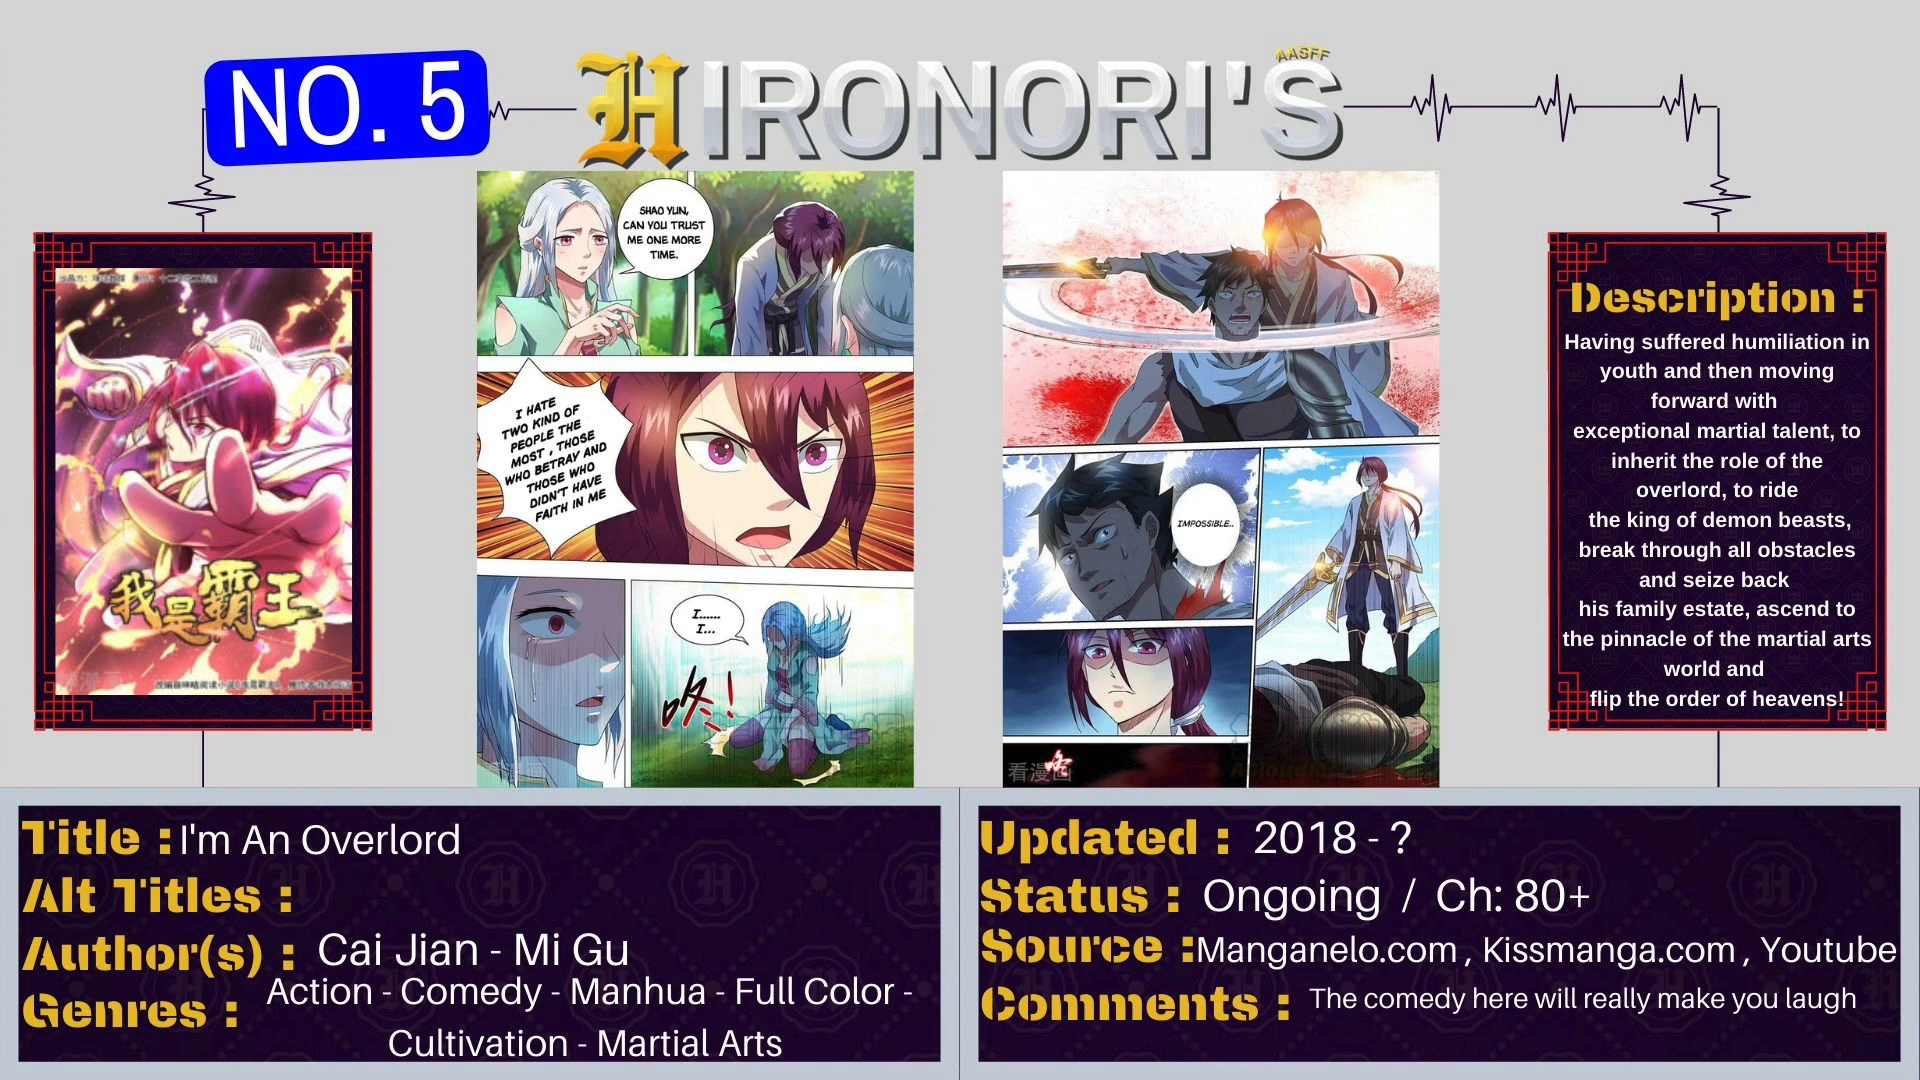 NO. 5
HIRONORI'S
AASFF
SHAO YUN,
CAN YOU TRUST
ME ONE MORE
TIME.
I HATE
TWO KIND OF
PEOPLE THE
MOST , THOSE
WHO BETRAY AND
THOSE WHO
DIDN'T HAVE
FAITH IN ME
I......
I...
咚!
IMPOSSIBLE..
看漫画
咚
我是霸王
Description :
Having suffered humiliation in
youth and then moving
forward with
exceptional martial talent, to
inherit the role of the
overlord, to ride
the king of demon beasts,
break through all obstacles
and seize back
his family estate, ascend to
the pinnacle of the martial arts
world and
flip the order of heavens!
Title : I'm An Overlord
Alt Titles :
Author(s) : Cai Jian - Mi Gu
Genres : Action - Comedy - Manhua - Full Color -
Cultivation - Martial Arts
Updated : 2018 - ?
Status : Ongoing / Ch: 80+
Source : Manganelo.com , Kissmanga.com , Youtube
Comments : The comedy here will really make you laugh